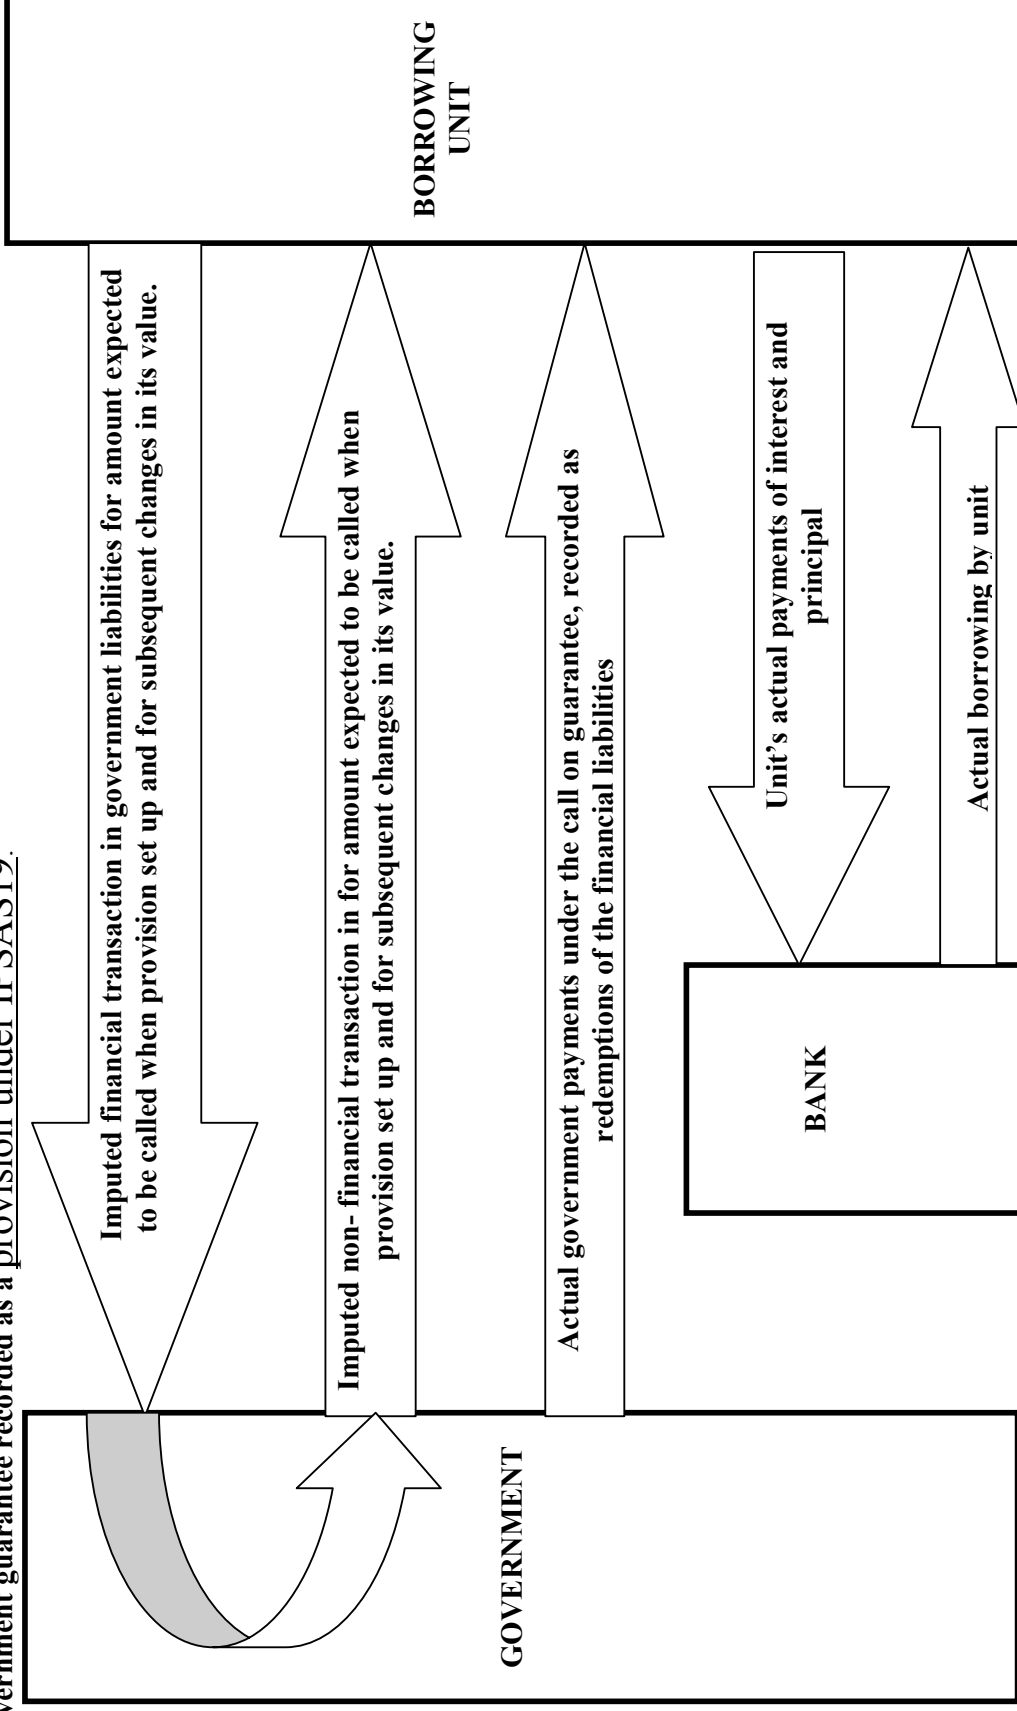 guarantee recorded as a provision under IPSAS19.
Imputed financial transaction in government liabilities for amount expected
to be called when provision set up and for subsequent changes in its value.
Imputed non- financial transaction in for amount expected to be called when
provision set up and for subsequent changes in its value.
Actual government payments under the call on guarantee, recorded as
redemptions of the financial liabilities
Unit’s actual payments of interest and
principal
Actual borrowing by unit
GOVERNMENT
BANK
BORROWING
UNIT